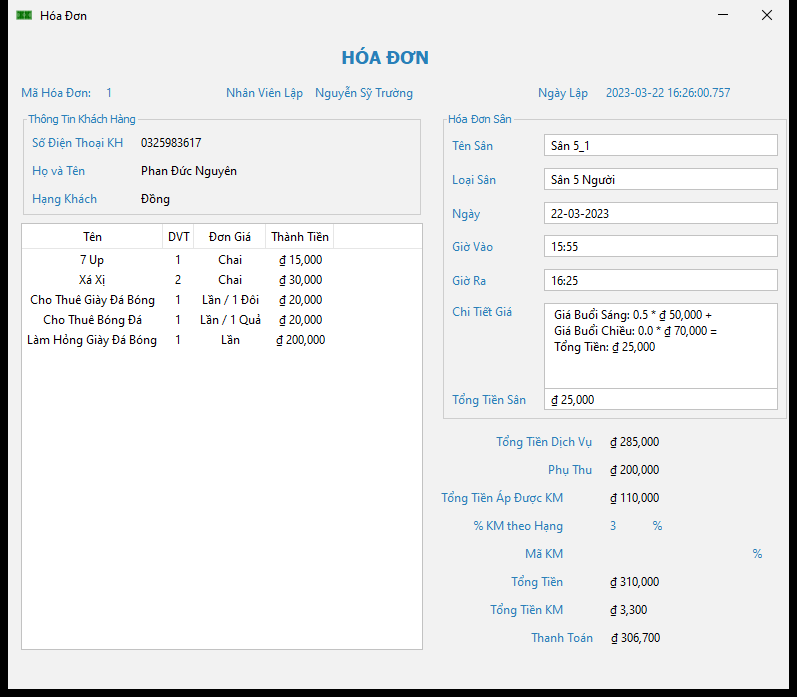 Hóa Đơn
HÓA ĐƠN
Mã Hóa Đơn: 1 Nhân Viên Lập Nguyễn Sỹ Trường Ngày Lập 2023-03-22 16:26:00.757
Thông Tin Khách Hàng
Số Điện Thoại KH 0325983617
Họ và Tên Phan Đức Nguyên
Hạng Khách Đồng
Tên DVT Đơn Giá Thành Tiền
7 Up 1 Chai ₫ 15,000
Xá Xị 2 Chai ₫ 30,000
Cho Thuê Giày Đá Bóng 1 Lần / 1 Đôi ₫ 20,000
Cho Thuê Bóng Đá 1 Lần / 1 Quả ₫ 20,000
Làm Hỏng Giày Đá Bóng 1 Lần ₫ 200,000
Hóa Đơn Sân
Tên Sân Sân 5_1
Loại Sân Sân 5 Người
Ngày 22-03-2023
Giờ Vào 15:55
Giờ Ra 16:25
Chi Tiết Giá Giá Buổi Sáng: 0.5 * ₫ 50,000 +
Giá Buổi Chiều: 0.0 * ₫ 70,000 =
Tổng Tiền: ₫ 25,000
Tổng Tiền Sân ₫ 25,000
Tổng Tiền Dịch Vụ ₫ 285,000
Phụ Thu ₫ 200,000
Tổng Tiền Áp Được KM ₫ 110,000
% KM theo Hạng 3 %
Mã KM %
Tổng Tiền ₫ 310,000
Tổng Tiền KM ₫ 3,300
Thanh Toán ₫ 306,700